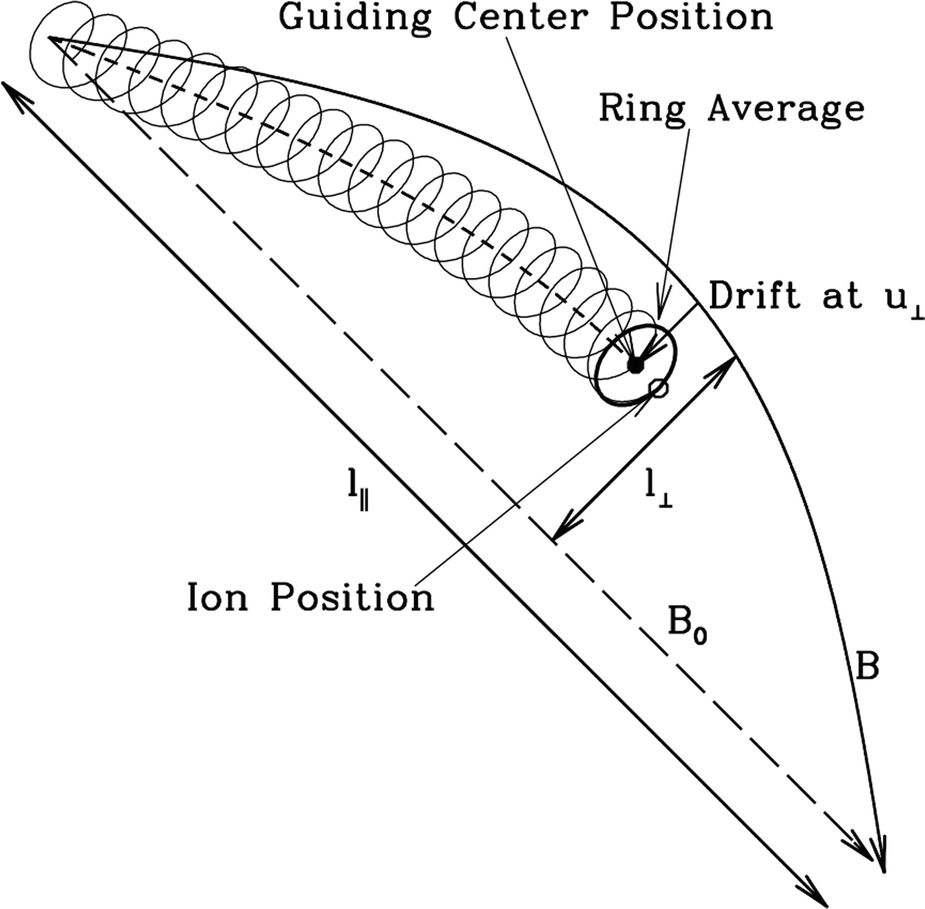 Guiding Center Position
Ring Average
Drift at u⊥
l∥
l⊥
Ion Position
B₀
B